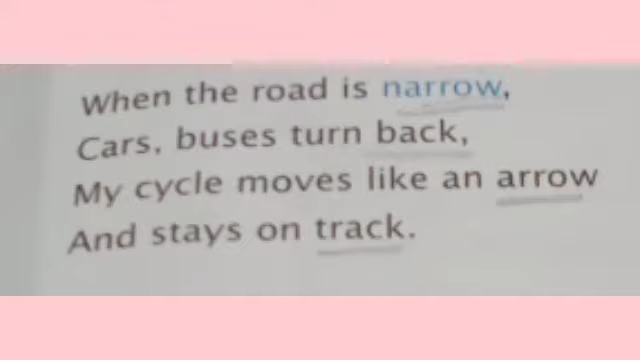 When the road is narrow,
Cars, buses turn back,
My cycle moves like an arrow
And stays on track.